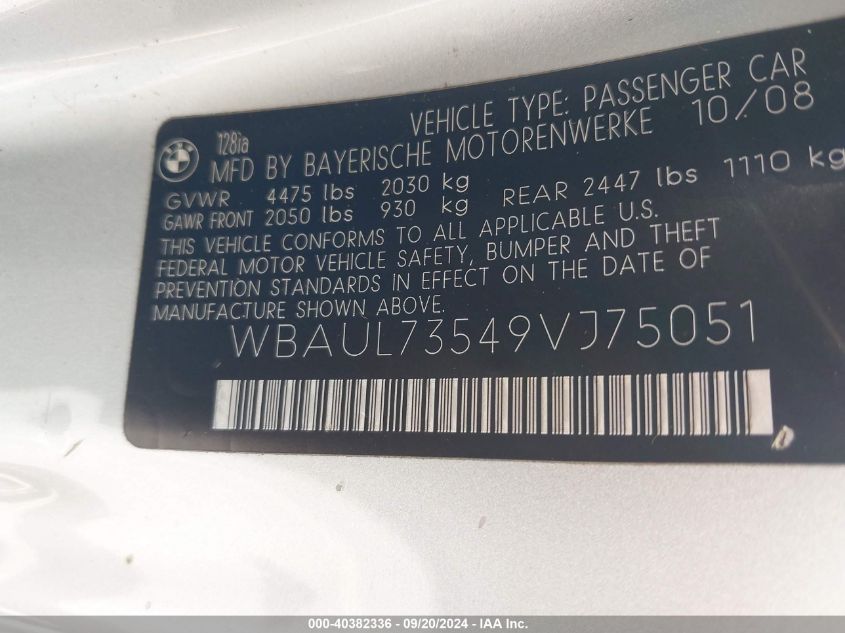 VEHICLE TYPE: PASSENGER CAR
128ia
MFD BY BAYERISCHE MOTORENWERKE 10/08
GVWR 4475 lbs 2030 kg
GAWR FRONT 2050 lbs 930 kg REAR 2447 lbs 1110 kg
THIS VEHICLE CONFORMS TO ALL APPLICABLE U.S.
FEDERAL MOTOR VEHICLE SAFETY, BUMPER AND THEFT
PREVENTION STANDARDS IN EFFECT ON THE DATE OF
MANUFACTURE SHOWN ABOVE.
WBAUL73549VJ75051
000-40382336 - 09/20/2024 - IAA Inc.